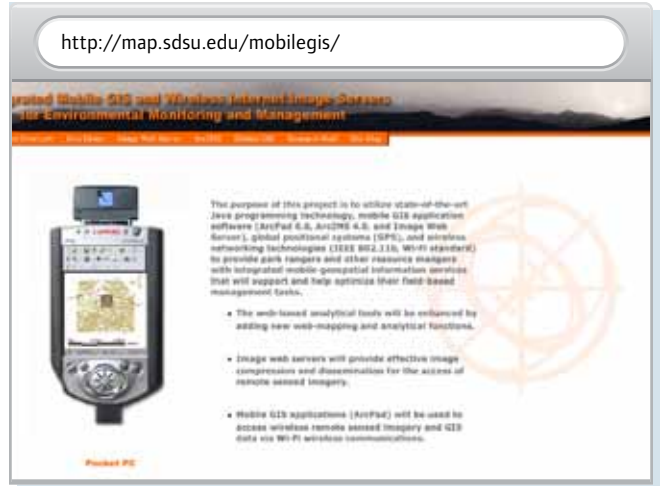 http://map.sdsu.edu/mobilegis/
Mobile GIS and Wireless Internet Image Servers
for Environmental Monitoring and Management
The purpose of this project is to utilize state-of-the-art
Java programming technology, mobile GIS application
software (ArcPad 6.0, ArcIMS 4.0, and Image Web
Server), global positional systems (GPS), and wireless
networking technologies (IEEE 802.11b, Wi-Fi standard)
to provide park rangers and other resource mangers
with integrated mobile geospatial information services
that will support and help optimize their field-based
management tasks.
The web-based analytical tools will be enhanced by
adding new web-mapping and analytical functions.
Image web servers will provide effective image
compression and dissemination for the access of
remote sensed imagery.
Mobile GIS applications (ArcPad) will be used to
access wireless remote sensed imagery and GIS
data via Wi-Fi wireless communications.
Pocket PC